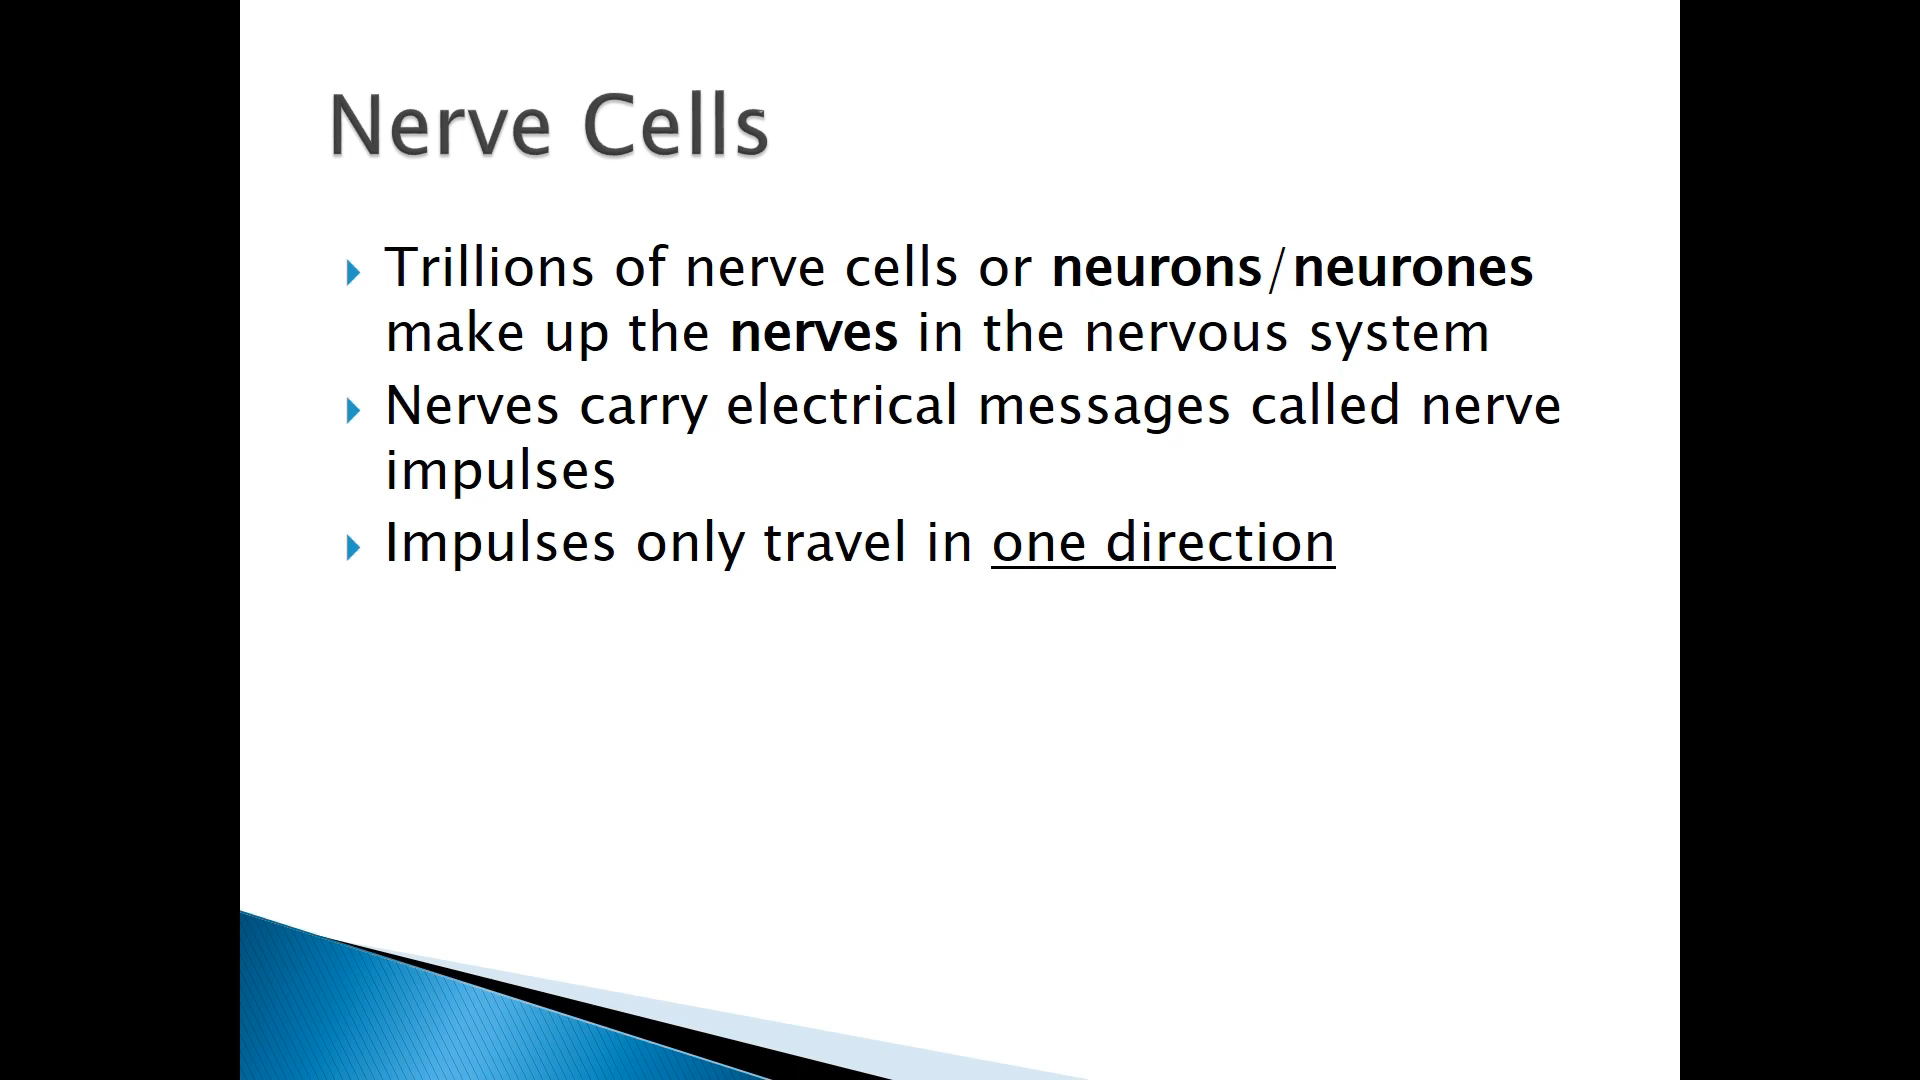 Nerve Cells
Trillions of nerve cells or neurons/neurones
make up the nerves in the nervous system
Nerves carry electrical messages called nerve
impulses
Impulses only travel in one direction